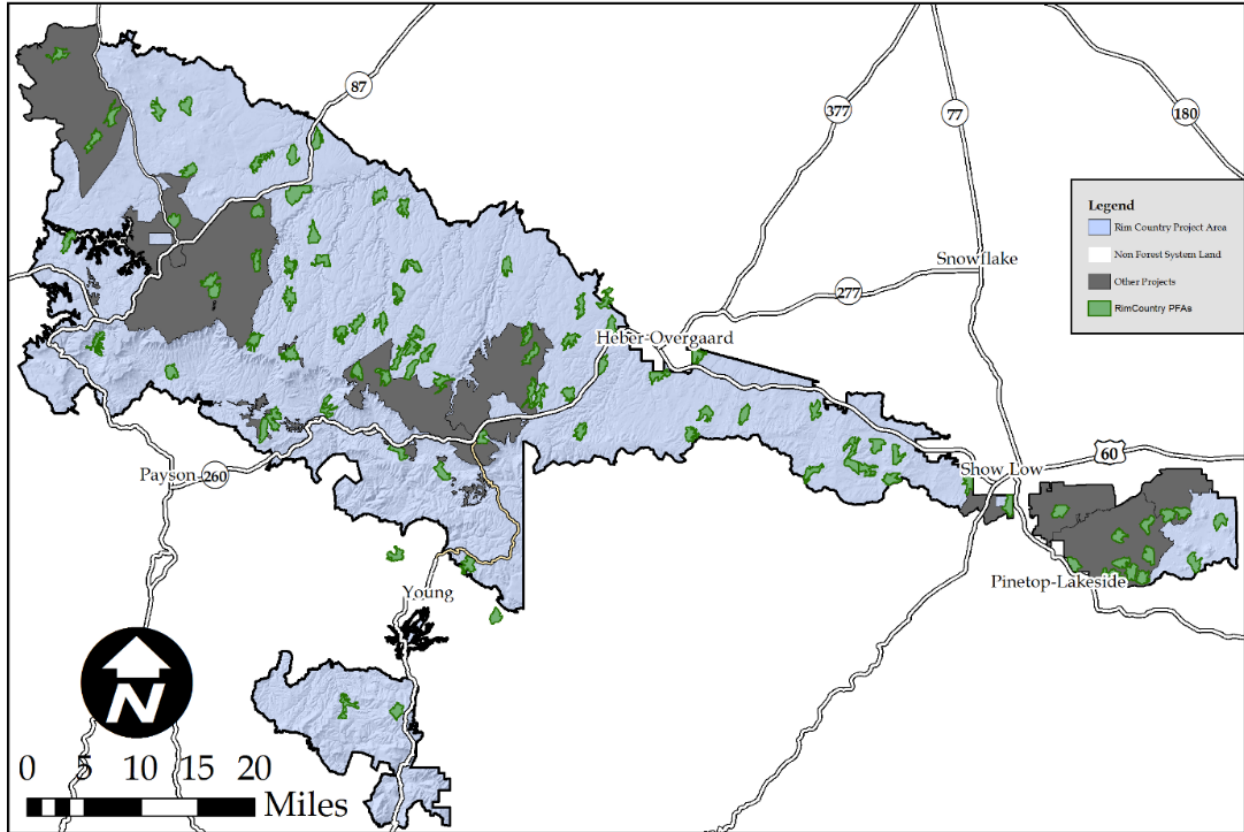 87
377
77
180
Legend
Rim Country Project Area
Non Forest System Land
Other Projects
RimCountry PFAs
Snowflake
277
Heber-Overgaard
60
Show Low
Payson
260
Pinetop-Lakeside
Young
N
0 5 10 15 20
Miles